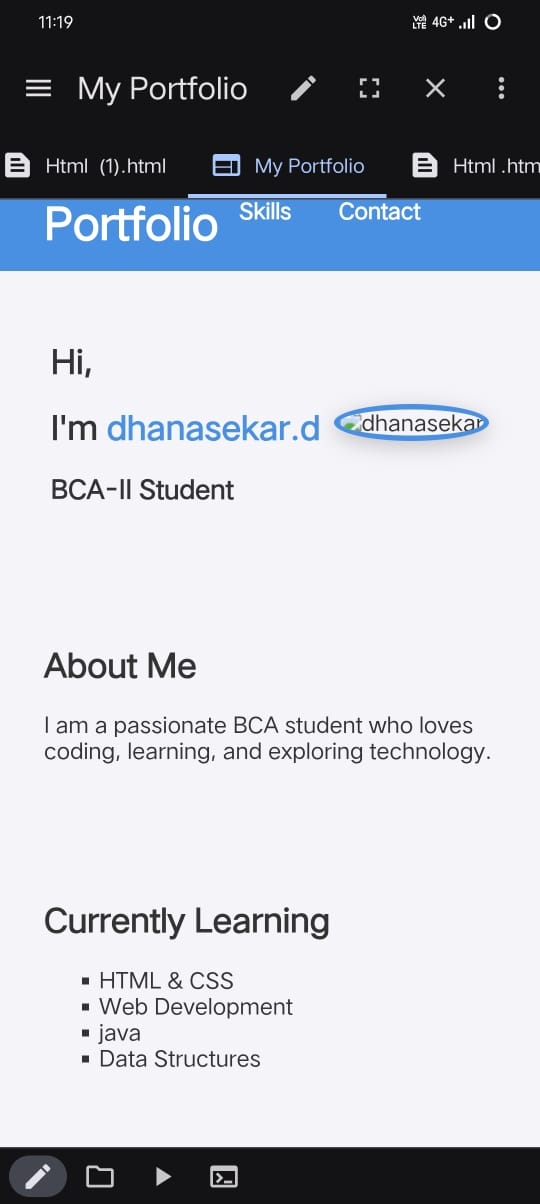 11:19
Vo) LTE 4G+
My Portfolio
Html (1).html
My Portfolio
Html .htm
Portfolio
Skills
Contact
Hi,
I'm dhanasekar.d
dhanasekar
BCA-II Student
About Me
I am a passionate BCA student who loves
coding, learning, and exploring technology.
Currently Learning
▪ HTML & CSS
▪ Web Development
▪ java
▪ Data Structures